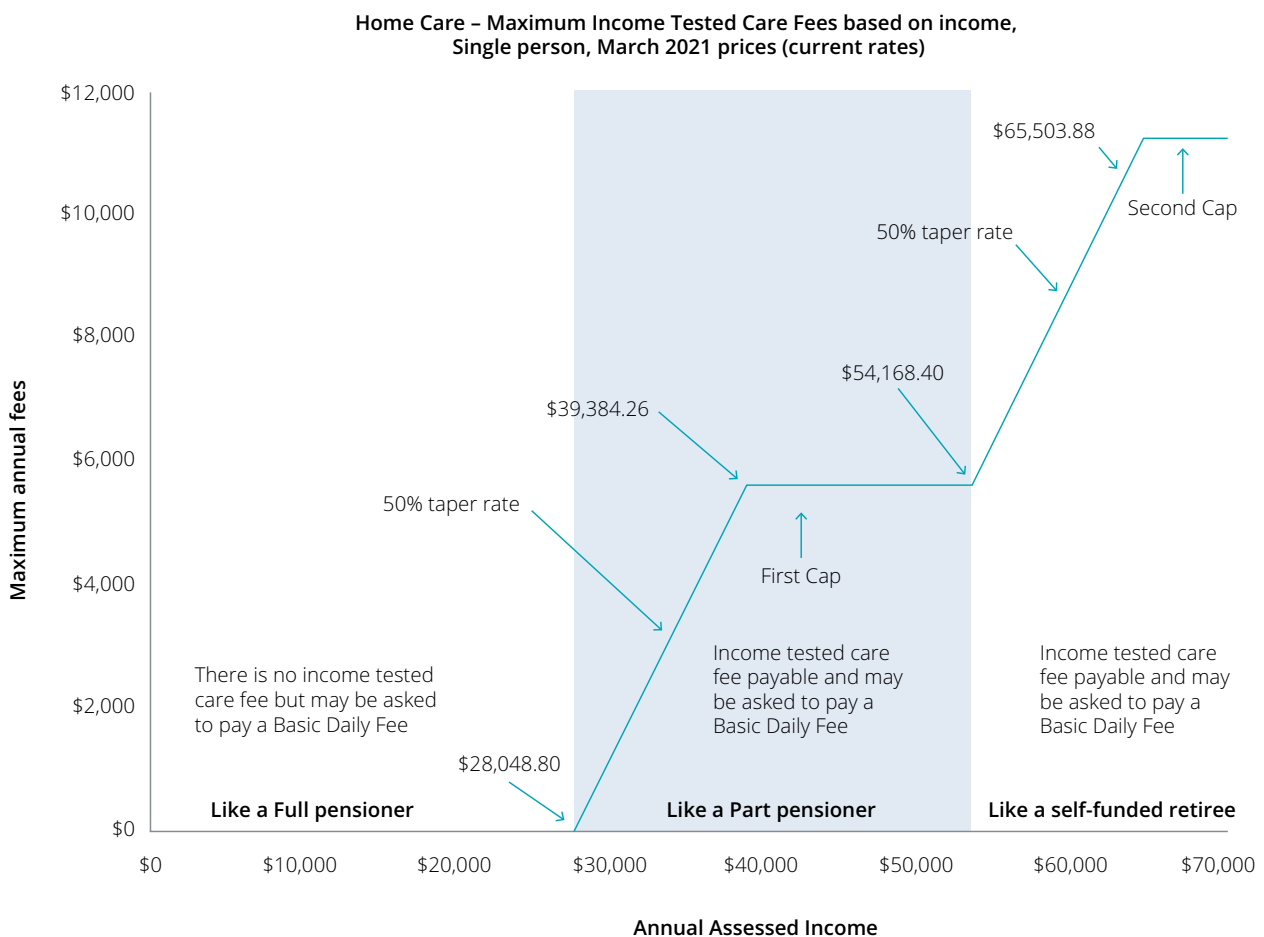 Home Care – Maximum Income Tested Care Fees based on income,
Single person, March 2021 prices (current rates)
$12,000
$10,000
$8,000
$6,000
$4,000
$2,000
$0
Maximum annual fees
$65,503.88
Second Cap
50% taper rate
$54,168.40
$39,384.26
50% taper rate
First Cap
There is no income tested
care fee but may be asked
to pay a Basic Daily Fee
Income tested care
fee payable and may
be asked to pay a
Basic Daily Fee
Income tested care
fee payable and may
be asked to pay a
Basic Daily Fee
$28,048.80
Like a Full pensioner
Like a Part pensioner
Like a self-funded retiree
$0
$10,000
$20,000
$30,000
$40,000
$50,000
$60,000
$70,000
Annual Assessed Income